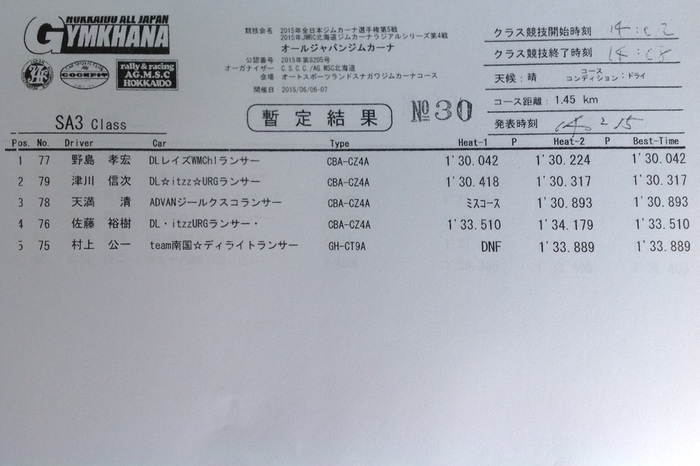 HOKKAIDO ALL JAPAN
GYMKHANA
JAF
COCKPIT
rally & racing
AG.M.S.C
HOKKAIDO
競技会名 2015年全日本ジムカーナ選手権第5戦
2015年JMRC北海道ジムカーナラジアルシリーズ第4戦
オールジャパンジムカーナ
公認番号 2015年第9205号
オーガナイザー C.S.C.C./AG.MSC北海道
会場 オートスポーツランドスナガワジムカーナコース
開催日 2015/06/06-07
クラス競技開始時刻 14:02
クラス競技終了時刻 14:08
天候:晴 コースコンディション:ドライ
コース距離: 1.45 km
発表時刻 15
暫定結果
№30
SA3 Class
Pos. No. Driver Car Type Heat-1 P Heat-2 P Best-Time
1 77 野島 孝宏 DLレイズWMChlランサー CBA-CZ4A 1'30.042 1'30.224 1'30.042
2 79 津川 信次 DL☆itzz☆URGランサー CBA-CZ4A 1'30.418 1'30.317 1'30.317
3 78 天満 清 ADVANジールクスコランサー CBA-CZ4A ミスコース 1'30.893 1'30.893
4 76 佐藤 裕樹 DL・itzzURGランサー・ CBA-CZ4A 1'33.510 1'34.179 1'33.510
5 75 村上 公一 team南国☆ディライトランサー GH-CT9A DNF 1'33.889 1'33.889